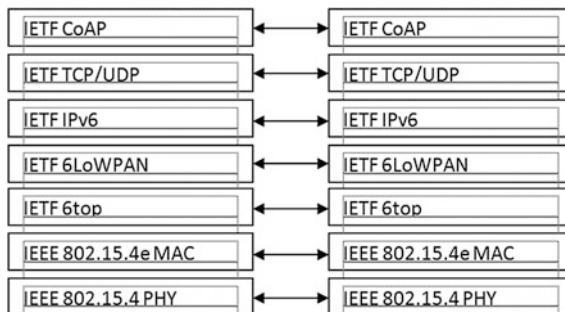 IETF CoAP IETF CoAP
IETF TCP/UDP IETF TCP/UDP
IETF IPv6 IETF IPv6
IETF 6LoWPAN IETF 6LoWPAN
IETF 6top IETF 6top
IEEE 802.15.4e MAC IEEE 802.15.4e MAC
IEEE 802.15.4 PHY IEEE 802.15.4 PHY